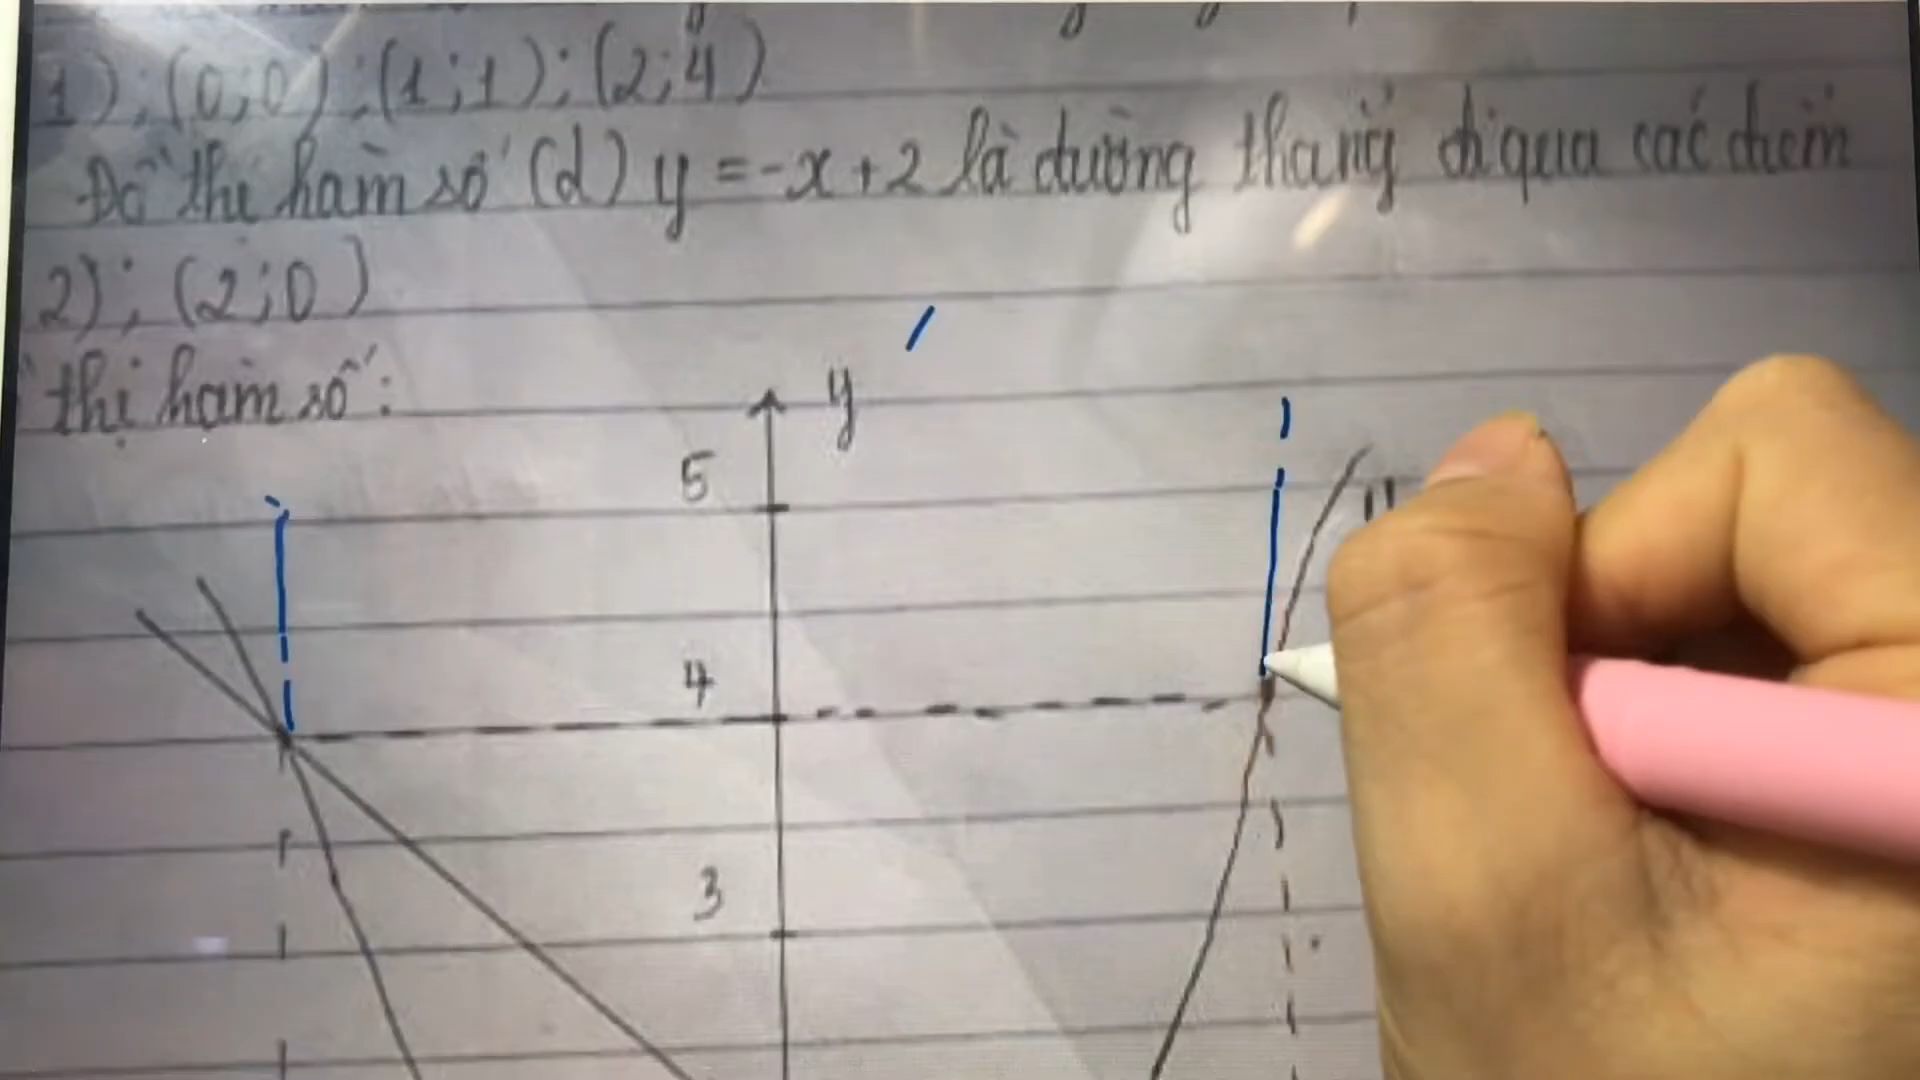 1); (0;0); (1;1); (2;4)
Đồ thị hàm số (d) y = -x + 2 là đường thẳng đi qua các điểm
2); (2;0)
thị hàm số:
y
5
4
3